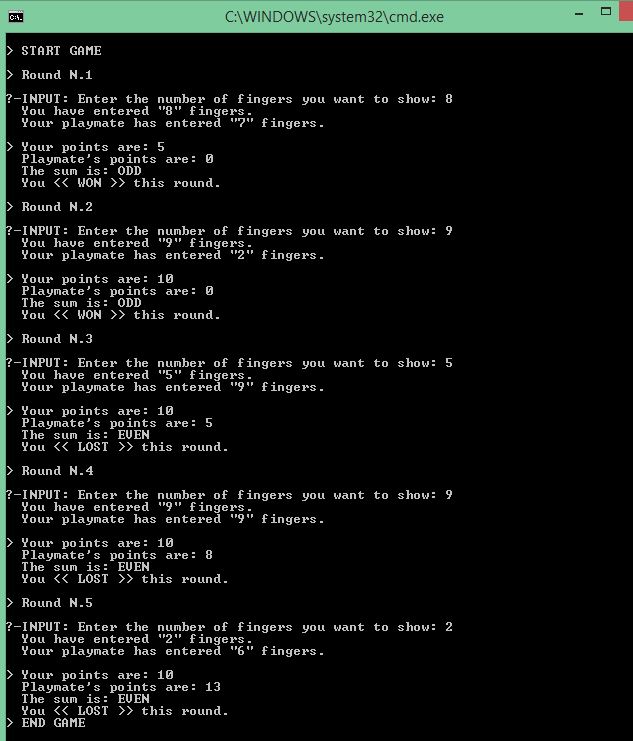 C:\WINDOWS\system32\cmd.exe
> START GAME
> Round N.1
?-INPUT: Enter the number of fingers you want to show: 8
You have entered "8" fingers.
Your playmate has entered "7" fingers.
> Your points are: 5
Playmate's points are: 0
The sum is: ODD
You << WON >> this round.
> Round N.2
?-INPUT: Enter the number of fingers you want to show: 9
You have entered "9" fingers.
Your playmate has entered "2" fingers.
> Your points are: 10
Playmate's points are: 0
The sum is: ODD
You << WON >> this round.
> Round N.3
?-INPUT: Enter the number of fingers you want to show: 5
You have entered "5" fingers.
Your playmate has entered "9" fingers.
> Your points are: 10
Playmate's points are: 5
The sum is: EVEN
You << LOST >> this round.
> Round N.4
?-INPUT: Enter the number of fingers you want to show: 9
You have entered "9" fingers.
Your playmate has entered "9" fingers.
> Your points are: 10
Playmate's points are: 8
The sum is: EVEN
You << LOST >> this round.
> Round N.5
?-INPUT: Enter the number of fingers you want to show: 2
You have entered "2" fingers.
Your playmate has entered "6" fingers.
> Your points are: 10
Playmate's points are: 13
The sum is: EVEN
You << LOST >> this round.
> END GAME